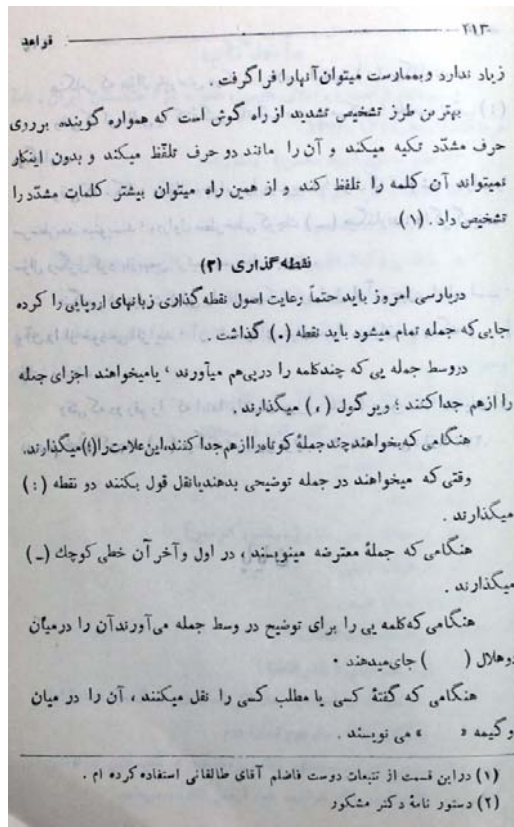 -۲۱۳- قواعد
زیاد ندارد وبممارست میتوان آنهارا فرا گرفت .
بهترین طرز تشخیص تشدید از راه گوش است که همواره گوینده برروی
حرف مشدّد تکیه میکند و آن را مانند دو حرف تلفّظ میکند و بدون اینکار
نمیتواند آن کلمه را تلفظ کند و از همین راه میتوان بیشتر کلمات مشدّد را
تشخیص داد . (۱)
نقطه گذاری (۲)
درپارسی امروز باید حتماً رعایت اصول نقطه گذاری زبانهای اروپایی را کرده
جایی که جمله تمام میشود باید نقطه (.) گذاشت .
دروسط جمله یی که چندکلمه را درپی‌هم میآورند ، یامیخواهند اجزای جمله
را ازهم جدا کنند ؛ ویرگول ( ، ) میگذارند .
هنگامی که بخواهند چند جملهٔ کوتاه را ازهم جدا کنند، این علامت را (؛) میگذارند.
وقتی که میخواهند در جمله توضیحی بدهند یا نقل قول بکنند دو نقطه ( : )
میگذارند .
هنگامی که جملهٔ معترضه مینویسند ، در اول و آخر آن خطی کوچك (ــ)
میگذارند .
هنگامی که کلمه یی را برای توضیح در وسط جمله می‌آورند آن را درمیان
دوهلال ( ) جای میدهند .
هنگامی که گفتهٔ کسی یا مطلب کسی را نقل میکنند ، آن را در میان
و گیمه « » می نویسند .
(۱) دراین قسمت از تتبعات دوست فاضلم آقای طالقانی استفاده کرده ام .
(۲) دستور نامهٔ دکتر مشکور